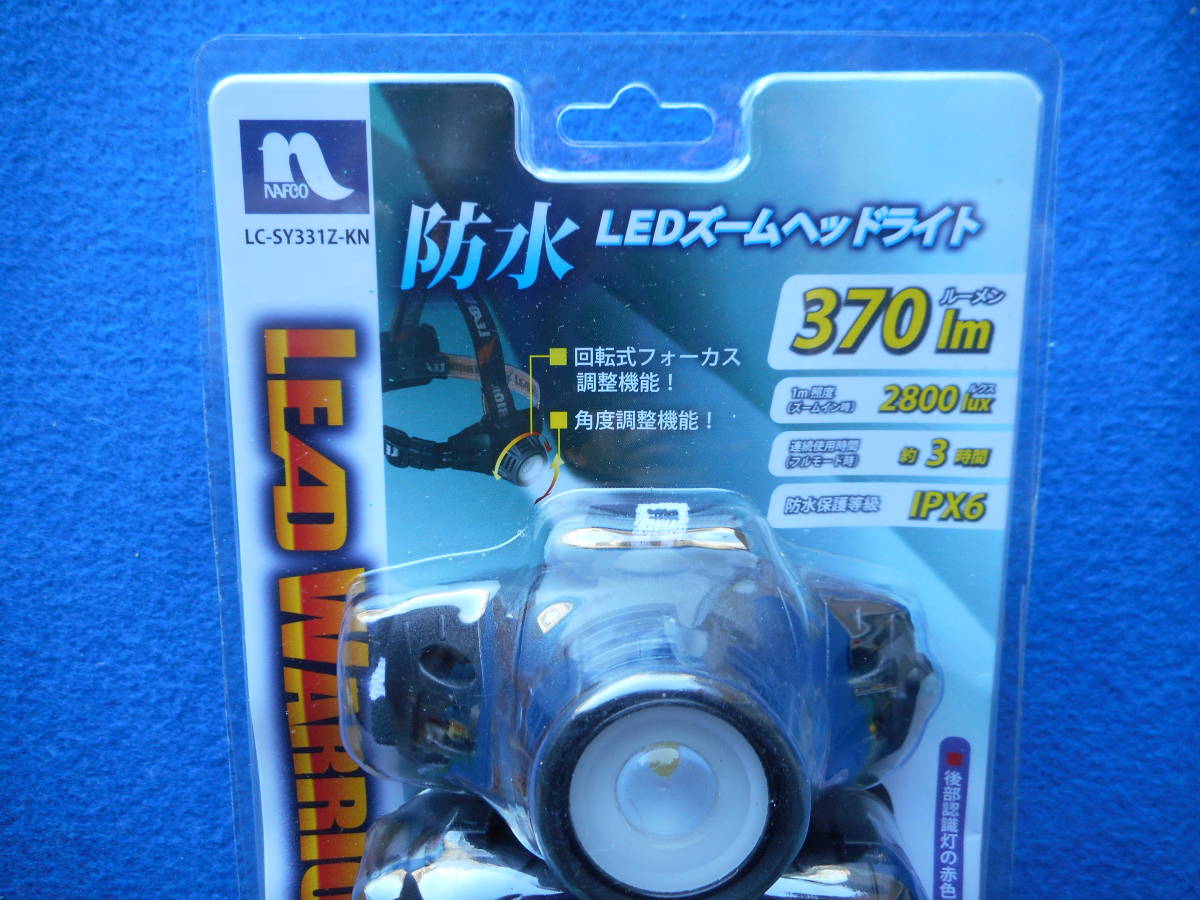 NAFCO
LC-SY331Z-KN
防水 LEDズームヘッドライト
370 lm
ルーメン
1m 照度
(ズームイン時)
2800 lux
ルクス
連続使用時間
(フルモード時)
約3時間
防水保護等級
IPX6
回転式フォーカス
調整機能！
角度調整機能！
LEAD WARRIO
■後部認識灯の赤色